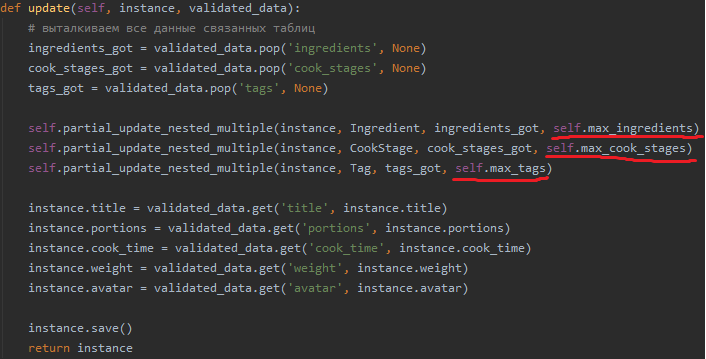 def update(self, instance, validated_data):
# выталкиваем все данные связанных таблиц
ingredients_got = validated_data.pop('ingredients', None)
cook_stages_got = validated_data.pop('cook_stages', None)
tags_got = validated_data.pop('tags', None)
self.partial_update_nested_multiple(instance, Ingredient, ingredients_got, self.max_ingredients)
self.partial_update_nested_multiple(instance, CookStage, cook_stages_got, self.max_cook_stages)
self.partial_update_nested_multiple(instance, Tag, tags_got, self.max_tags)
instance.title = validated_data.get('title', instance.title)
instance.portions = validated_data.get('portions', instance.portions)
instance.cook_time = validated_data.get('cook_time', instance.cook_time)
instance.weight = validated_data.get('weight', instance.weight)
instance.avatar = validated_data.get('avatar', instance.avatar)
instance.save()
return instance